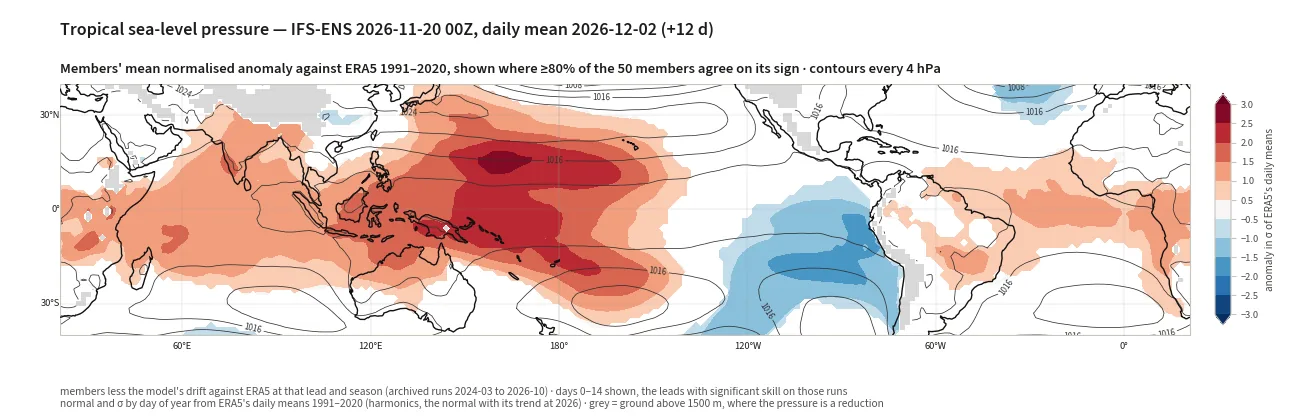 Tropical sea-level pressure — IFS-ENS 2026-11-20 00Z, daily mean 2026-12-02 (+12 d)
Members' mean normalised anomaly against ERA5 1991–2020, shown where ≥80% of the 50 members agree on its sign · contours every 4 hPa
1024
1024
1008
1016
1016
1008
1016
30°N
1016
1016
0°
1016
1016
30°S
1016
1016
1016
1016
60°E
120°E
180°
120°W
60°W
0°
3.0
2.5
2.0
1.5
1.0
0.5
−0.5
−1.0
−1.5
−2.0
−2.5
−3.0
anomaly in σ of ERA5's daily means
members less the model's drift against ERA5 at that lead and season (archived runs 2024-03 to 2026-10) · days 0–14 shown, the leads with significant skill on those runs
normal and σ by day of year from ERA5's daily means 1991–2020 (harmonics, the normal with its trend at 2026) · grey = ground above 1500 m, where the pressure is a reduction